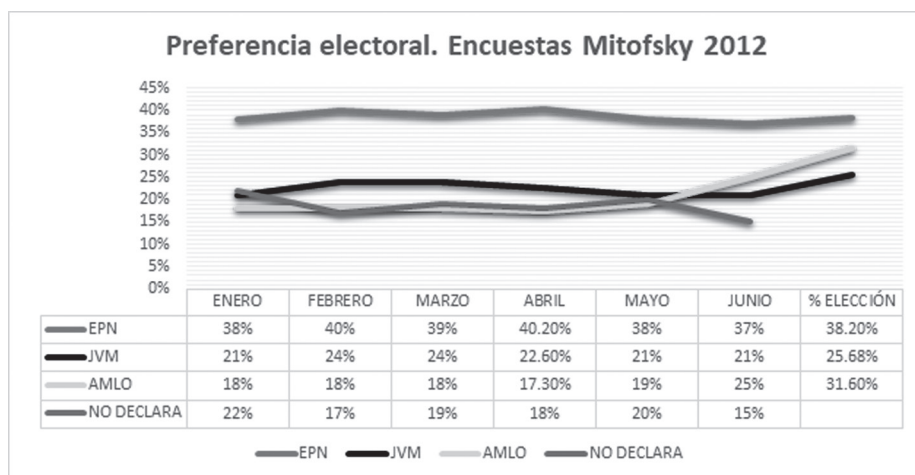 Preferencia electoral. Encuestas Mitofsky 2012
45%
40%
35%
30%
25%
20%
15%
10%
5%
0%
ENERO FEBRERO MARZO ABRIL MAYO JUNIO % ELECCIÓN
EPN 38% 40% 39% 40.20% 38% 37% 38.20%
JVM 21% 24% 24% 22.60% 21% 21% 25.68%
AMLO 18% 18% 18% 17.30% 19% 25% 31.60%
NO DECLARA 22% 17% 19% 18% 20% 15%
EPN JVM AMLO NO DECLARA